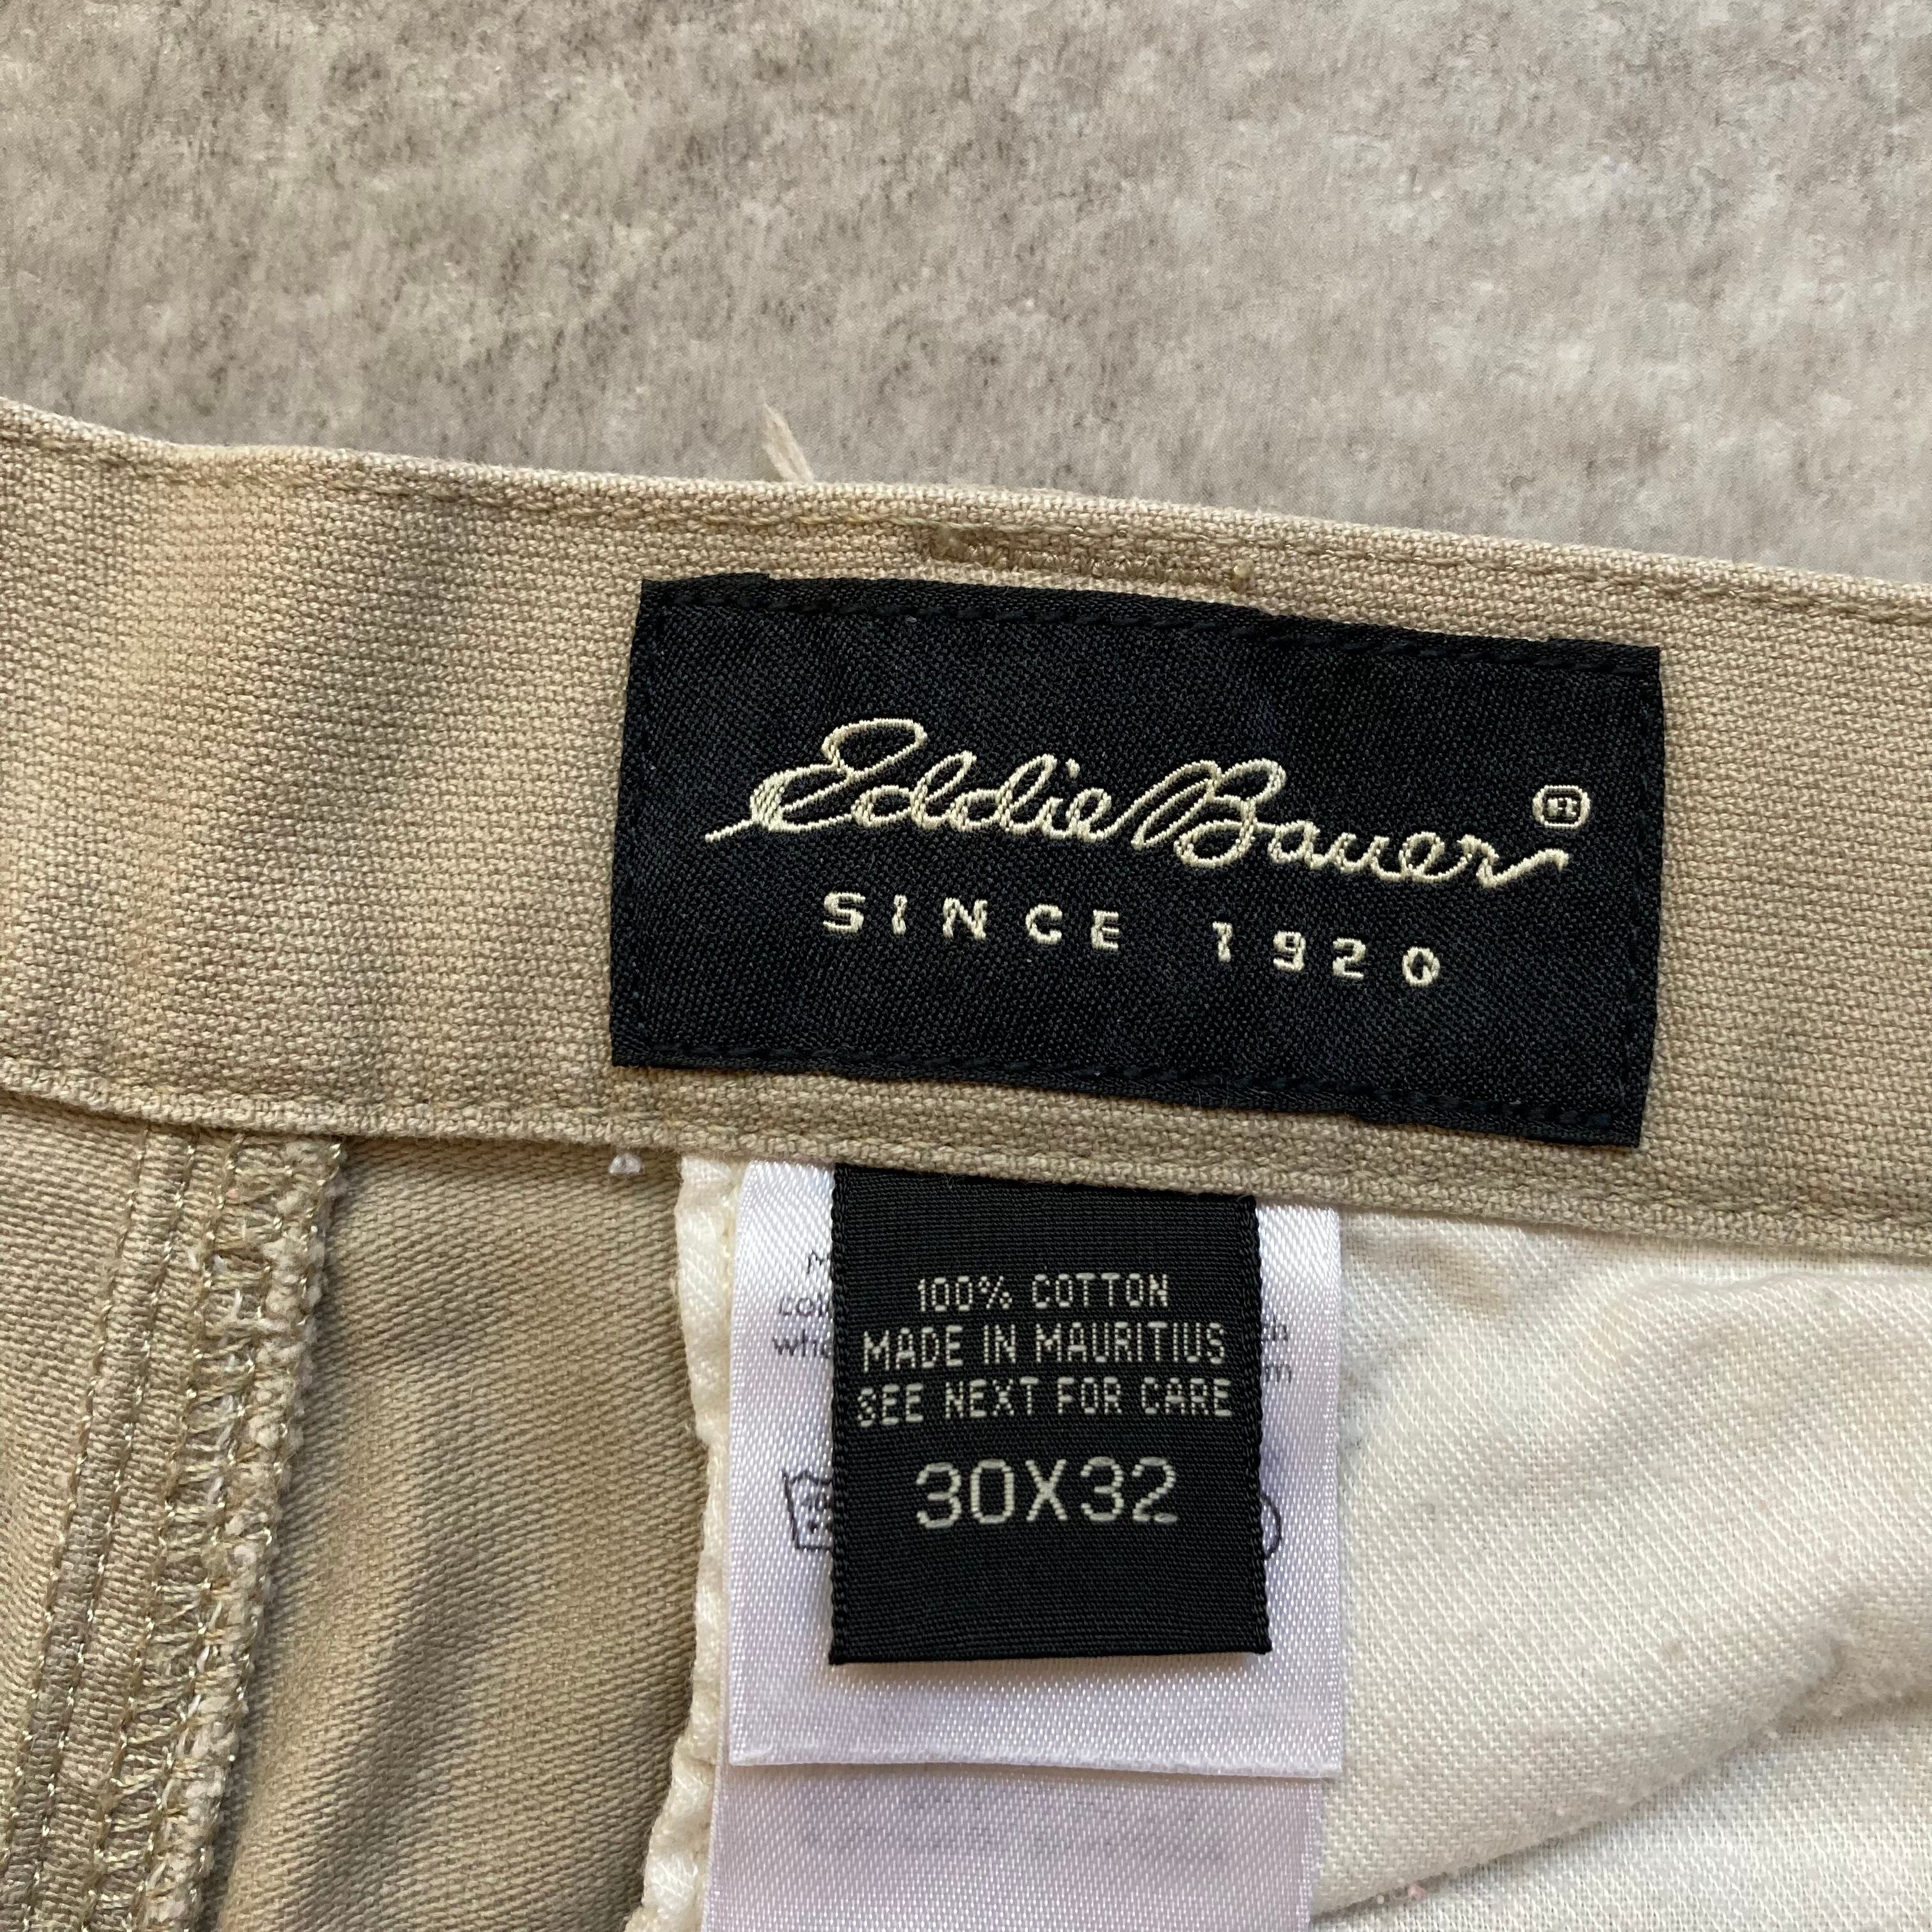 Eddie Bauer ®
SINCE 1920
100% COTTON
MADE IN MAURITIUS
SEE NEXT FOR CARE
30X32